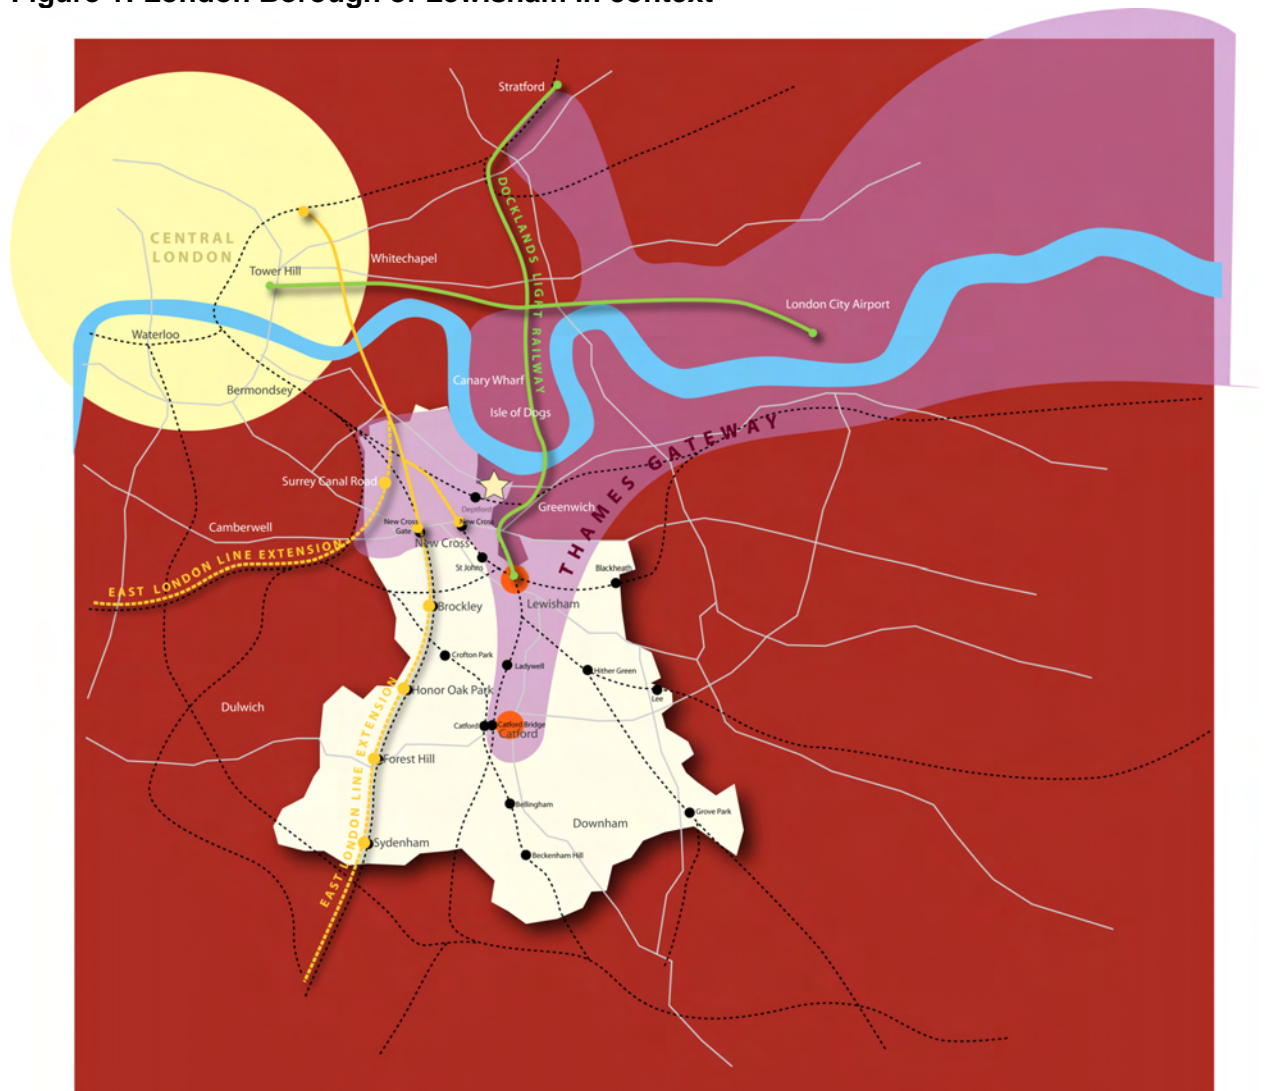 Figure 1: London Borough of Lewisham in context
Stratford
DOCKLANDS LIGHT RAILWAY
CENTRAL
LONDON
Whitechapel
Tower Hill
London City Airport
Waterloo
Canary Wharf
Bermondsey
Isle of Dogs
THAMES GATEWAY
Surrey Canal Road
Deptford
Greenwich
New Cross
Gate
New Cross
Camberwell
New Cross
EAST LONDON LINE EXTENSION
St Johns
Blackheath
Brockley
Lewisham
Crofton Park
Ladywell
Hither Green
Honor Oak Park
Lee
Dulwich
Catford
Catford Bridge
Catford
EAST LONDON LINE EXTENSION
Forest Hill
Bellingham
Grove Park
Downham
Sydenham
Beckenham Hill